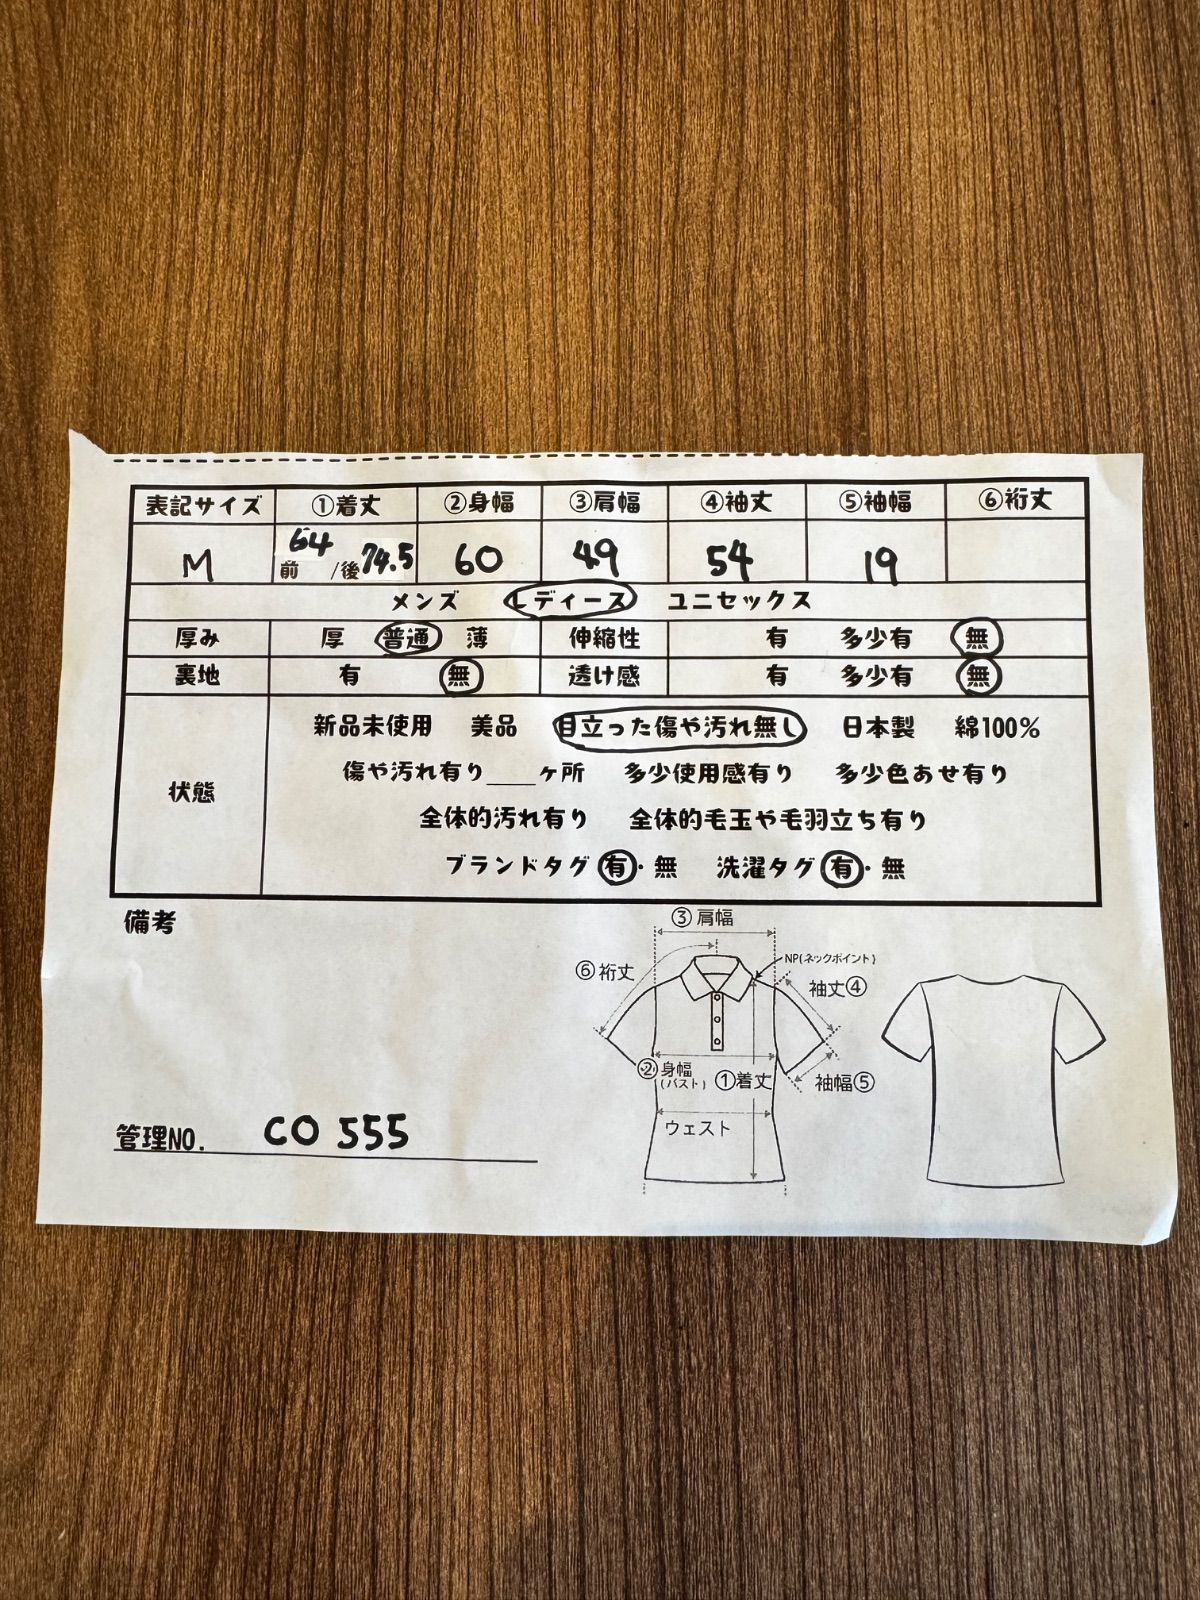 表記サイズ ①着丈 ②身幅 ③肩幅 ④袖丈 ⑤袖幅 ⑥裄丈
M 64 前 /後 74.5 60 49 54 19
メンズ レディース ユニセックス
厚み 厚 普通 薄 伸縮性 有 多少有 無
裏地 有 無 透け感 有 多少有 無
状態
新品未使用 美品 目立った傷や汚れ無し 日本製 綿100%
傷や汚れ有り____ヶ所 多少使用感有り 多少色あせ有り
全体的汚れ有り 全体的毛玉や毛羽立ち有り
ブランドタグ 有・無 洗濯タグ 有・無
備考
管理NO. CO 555
③肩幅
⑥裄丈
NP(ネックポイント)
袖丈④
②身幅
(バスト)
①着丈
袖幅⑤
ウェスト